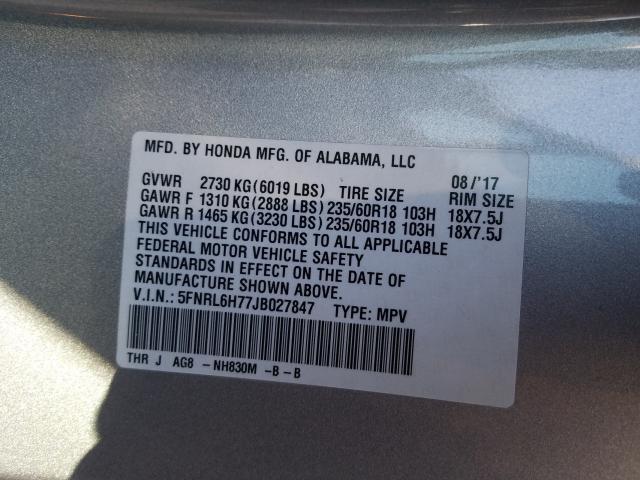 MFD. BY HONDA MFG. OF ALABAMA, LLC 08/'17
GVWR 2730 KG(6019 LBS) TIRE SIZE RIM SIZE
GAWR F 1310 KG(2888 LBS)235/60R18 103H 18X7.5J
GAWR R 1465 KG(3230 LBS)235/60R18 103H 18X7.5J
THIS VEHICLE CONFORMS TO ALL APPLICABLE
FEDERAL MOTOR VEHICLE SAFETY
STANDARDS IN EFFECT ON THE DATE OF
MANUFACTURE SHOWN ABOVE.
V.I.N.: 5FNRL6H77JB027847 TYPE: MPV
THR J AG8 - NH830M -B-B